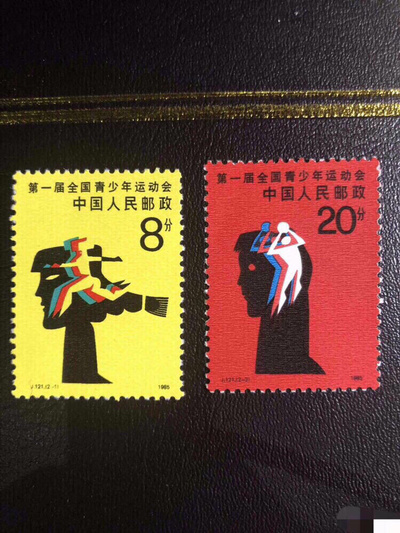 第一届全国青少年运动会
中国人民邮政
8分
J.121.(2-1)
1985
第一届全国青少年运动会
中国人民邮政
20分
J.121.(2-2)
1985